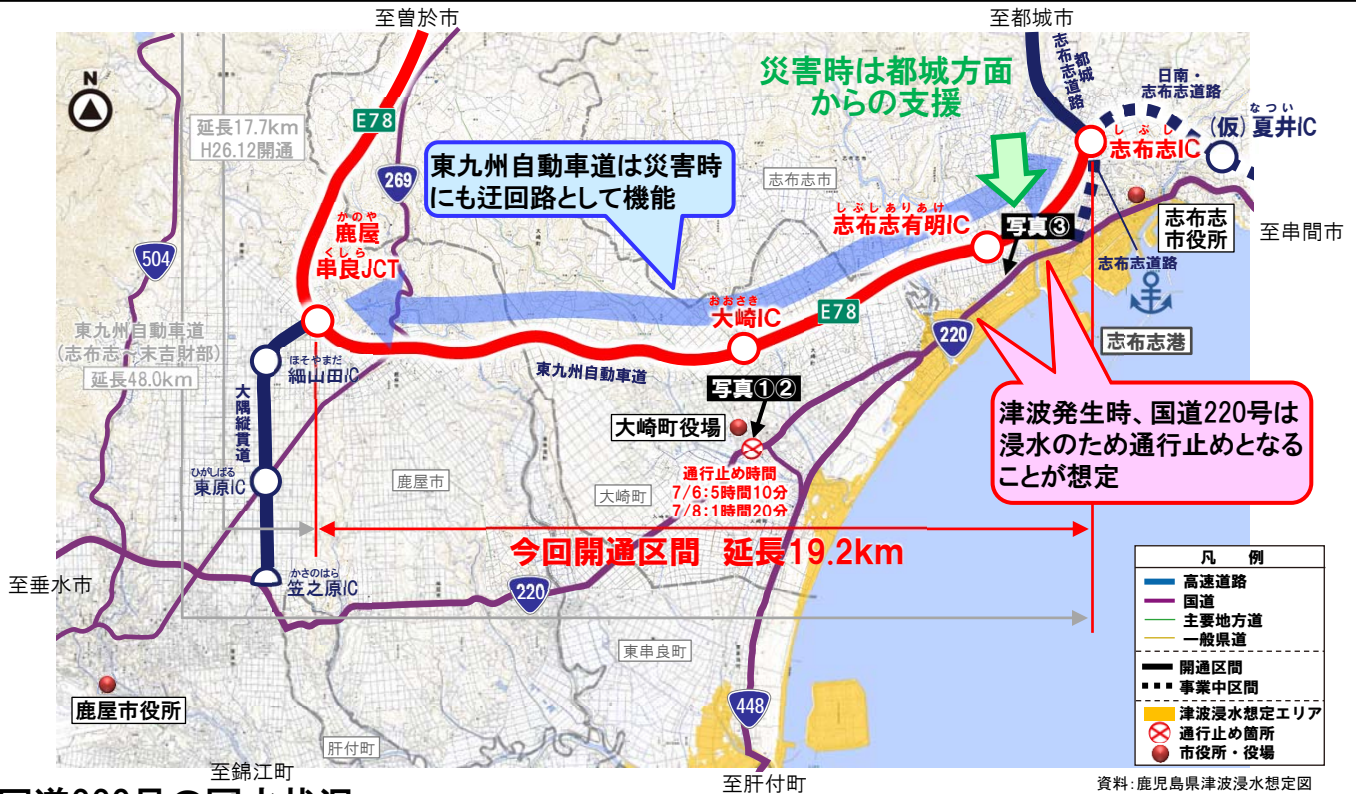 至曽於市
至都城市
災害時は都城方面
からの支援
都城
志布志道路
日南・
志布志道路
なつい
(仮)夏井IC
N
延長17.7km
H26.12開通
E78
269
東九州自動車道は災害時
にも迂回路として機能
志布志市
しぶし
志布志IC
しぶしありあけ
志布志有明IC
写真③
志布志
市役所
至串間市
志布志道路
504
かのや
鹿屋
くしら
串良JCT
おおさき
大崎IC
E78
220
志布志港
東九州自動車道
(志布志~末吉財部)
延長48.0km
ほそやまだ
細山田IC
東九州自動車道
大隅縦貫道
写真①②
大崎町役場
津波発生時、国道220号は
浸水のため通行止めとなる
ことが想定
ひがしばる
東原IC
鹿屋市
大崎町
通行止め時間
7/6:5時間10分
7/8:1時間20分
今回開通区間 延長19.2km
至垂水市
かさのはら
笠之原IC
220
東串良町
448
鹿屋市役所
肝付町
至錦江町
至肝付町
凡 例
高速道路
国道
主要地方道
一般県道
開通区間
事業中区間
津波浸水想定エリア
通行止め箇所
市役所・役場
資料:鹿児島県津波浸水想定図